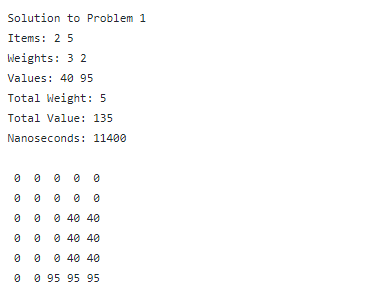 Solution to Problem 1
Items: 2 5
Weights: 3 2
Values: 40 95
Total Weight: 5
Total Value: 135
Nanoseconds: 11400
0 0 0 0 0
0 0 0 0 0
0 0 0 40 40
0 0 0 40 40
0 0 0 40 40
0 0 95 95 95